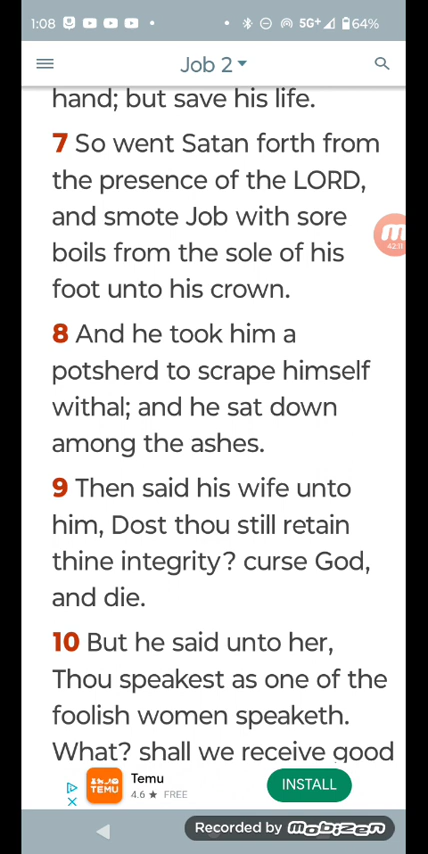 1:08 5G+ 64%
Job 2
hand; but save his life.
7 So went Satan forth from
the presence of the LORD,
and smote Job with sore
boils from the sole of his
foot unto his crown.
8 And he took him a
potsherd to scrape himself
withal; and he sat down
among the ashes.
9 Then said his wife unto
him, Dost thou still retain
thine integrity? curse God,
and die.
10 But he said unto her,
Thou speakest as one of the
foolish women speaketh.
What? shall we receive good
m
42:11
TEMU
Temu
4.6 ★ FREE
INSTALL
Recorded by mobizen